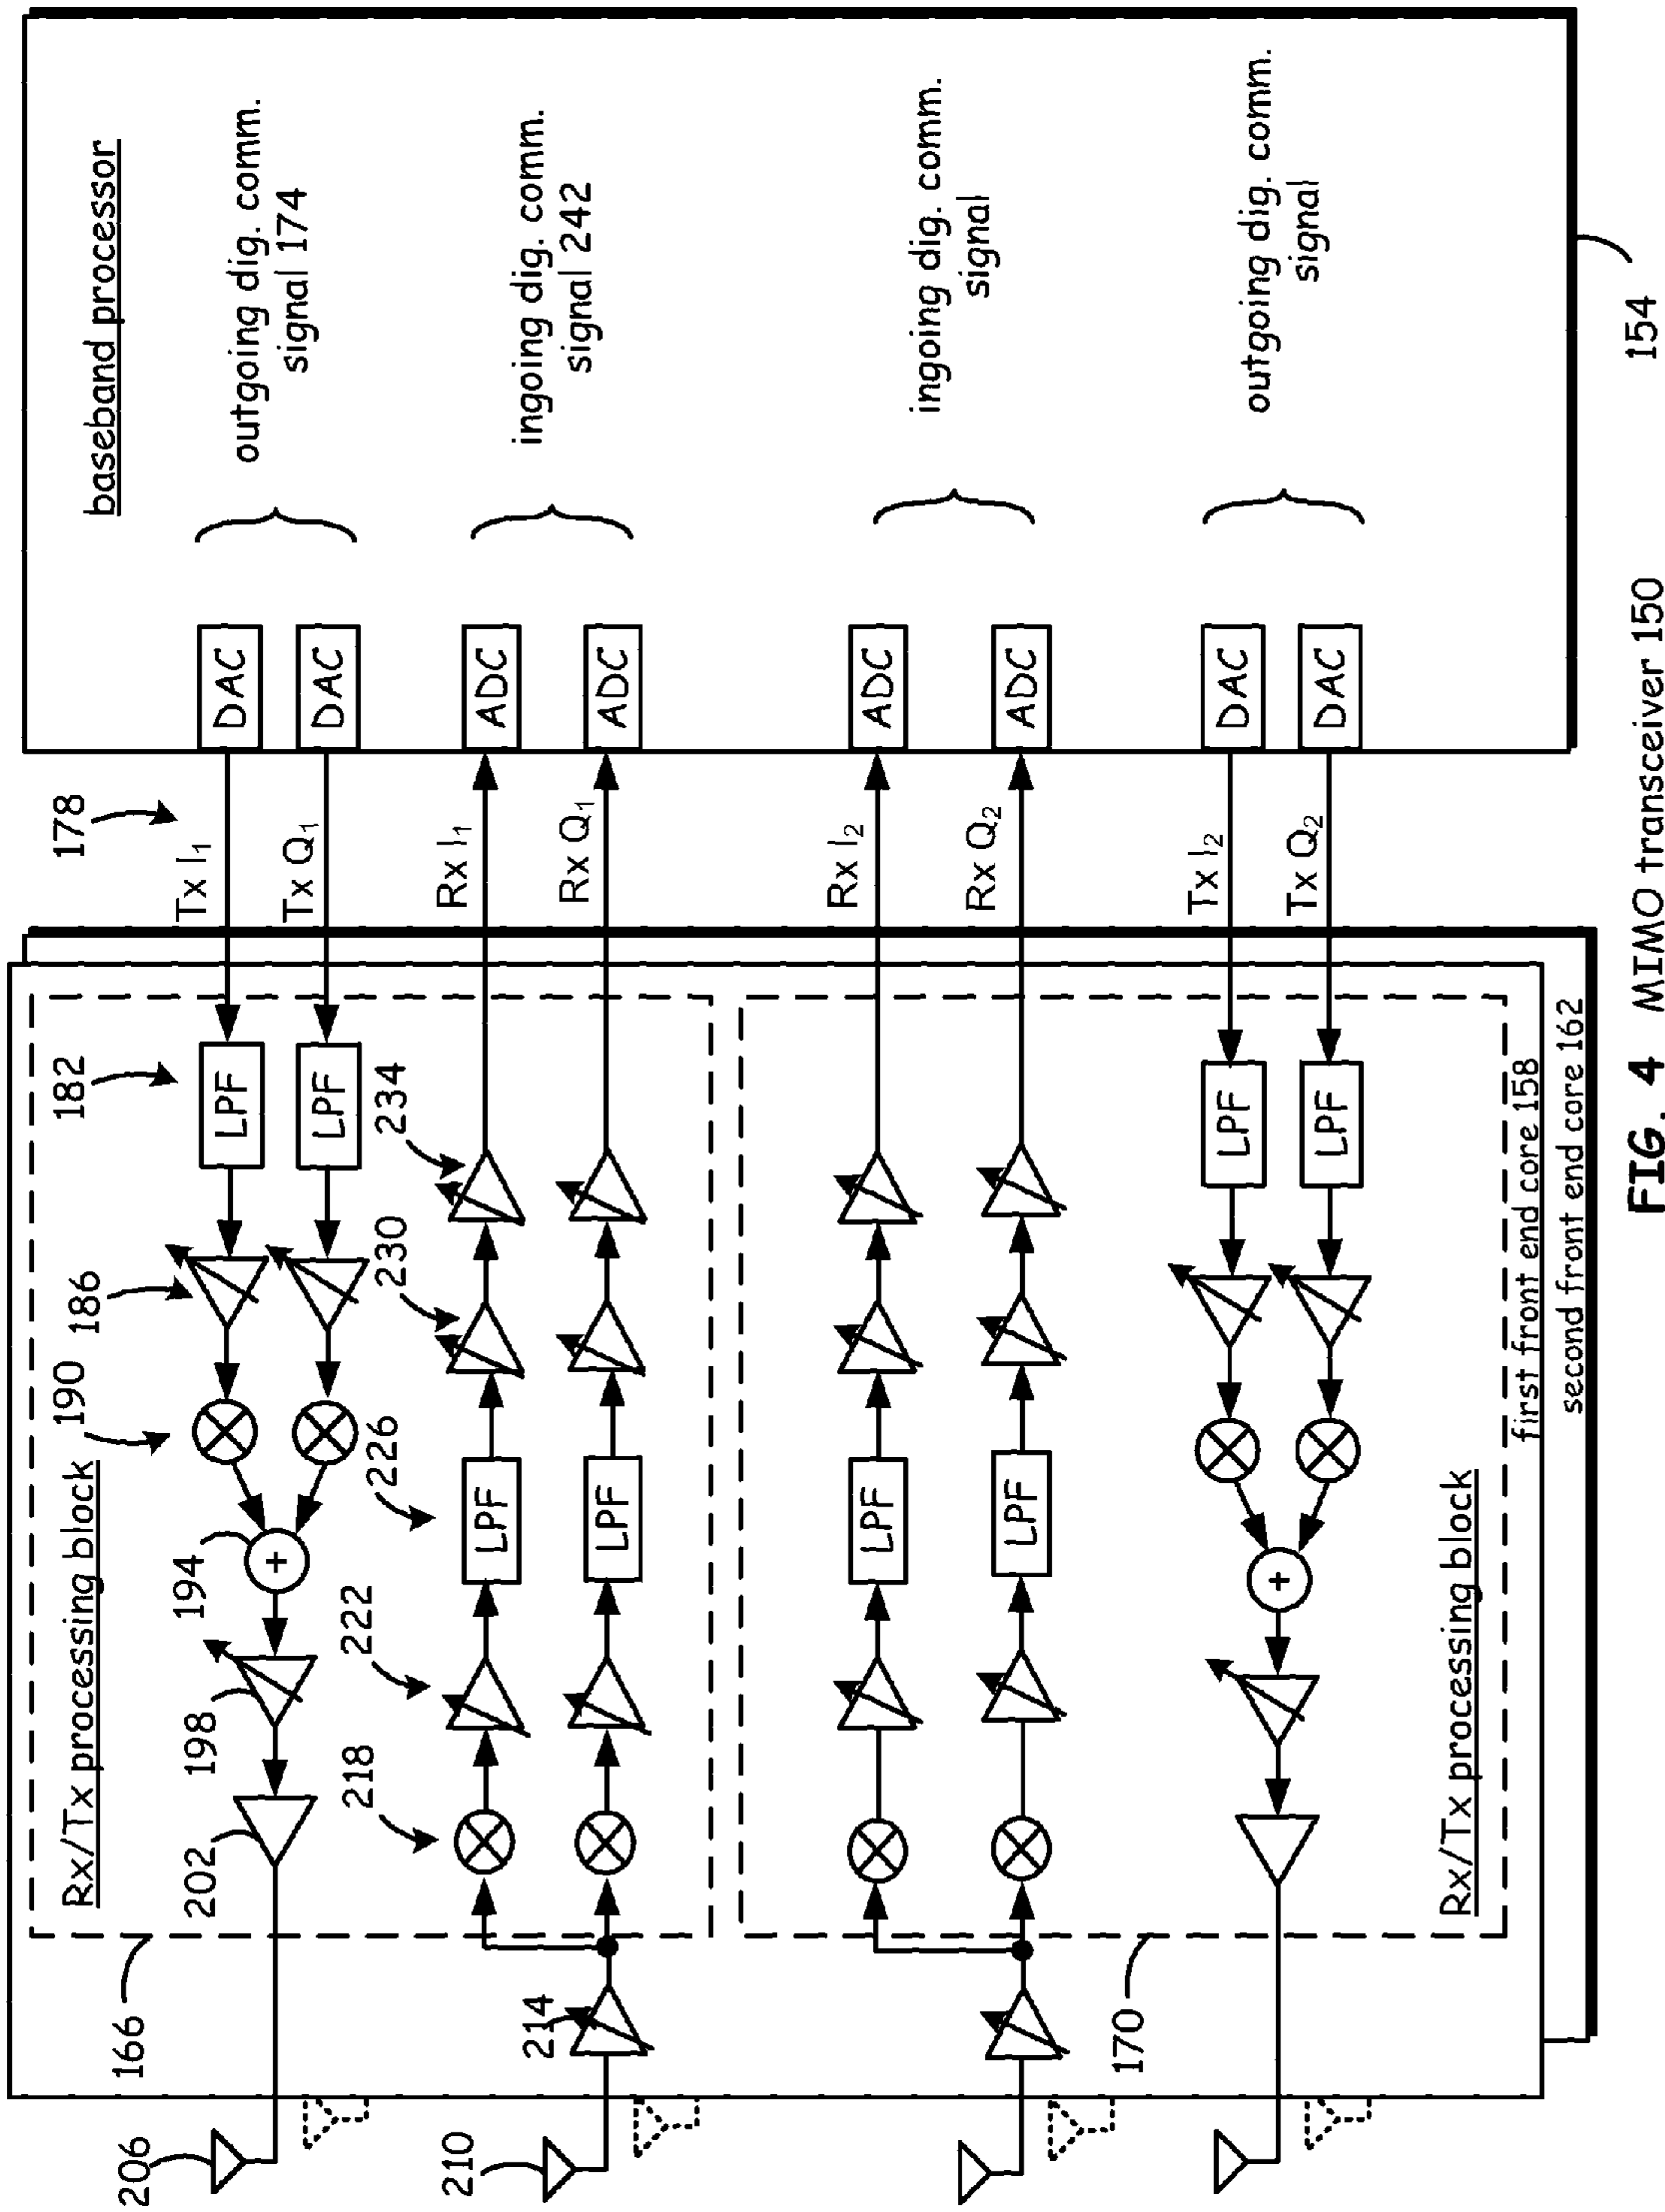 baseband processor
outgoing dig. comm.
signal 174
ingoing dig. comm.
signal 242
ingoing dig. comm.
signal
outgoing dig. comm.
signal
154
DAC
DAC
ADC
ADC
ADC
ADC
DAC
DAC
178
Tx I₁
Tx Q₁
Rx I₁
Rx Q₁
Rx I₂
Rx Q₂
Tx I₂
Tx Q₂
Rx/Tx processing block
182
LPF
LPF
186
190
194
+
198
202
206
234
230
226
LPF
LPF
222
218
214
210
166
LPF
LPF
170
LPF
LPF
+
Rx/Tx processing block
first front end core 158
second front end core 162
FIG. 4 MIMO transceiver 150